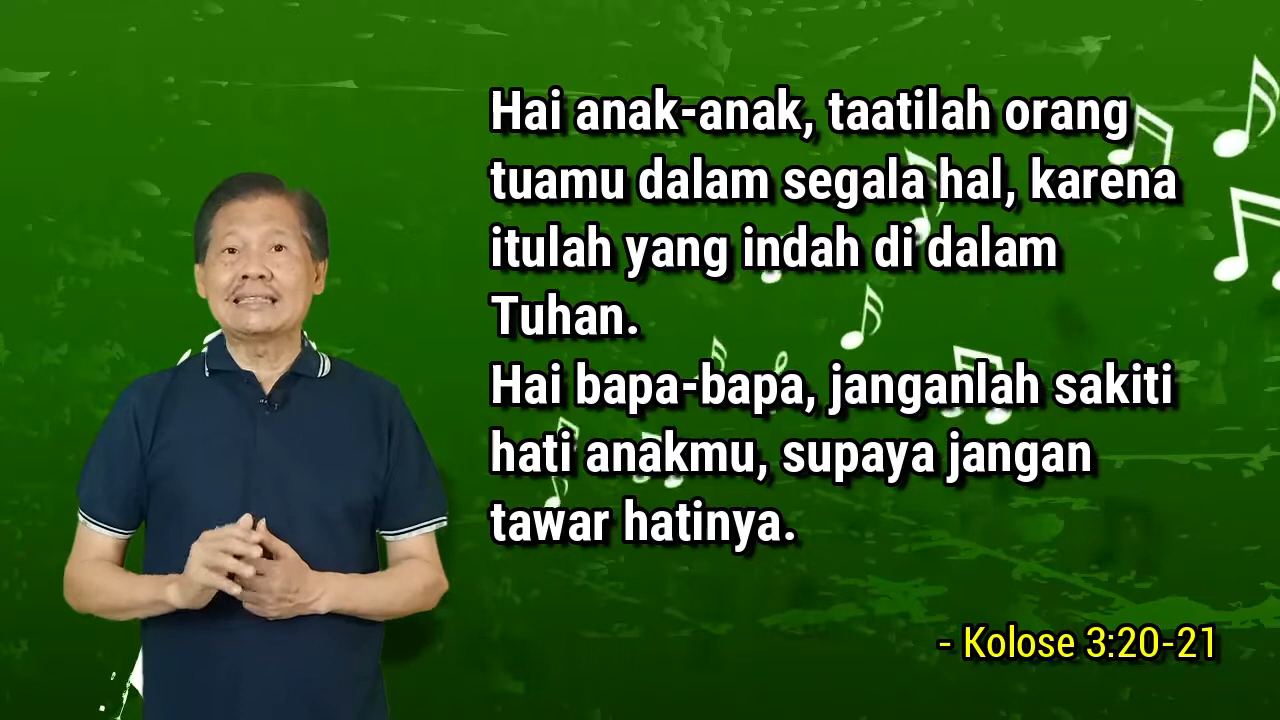 Hai anak-anak, taatilah orang
tuamu dalam segala hal, karena
itulah yang indah di dalam
Tuhan.
Hai bapa-bapa, janganlah sakiti
hati anakmu, supaya jangan
tawar hatinya.
- Kolose 3:20-21